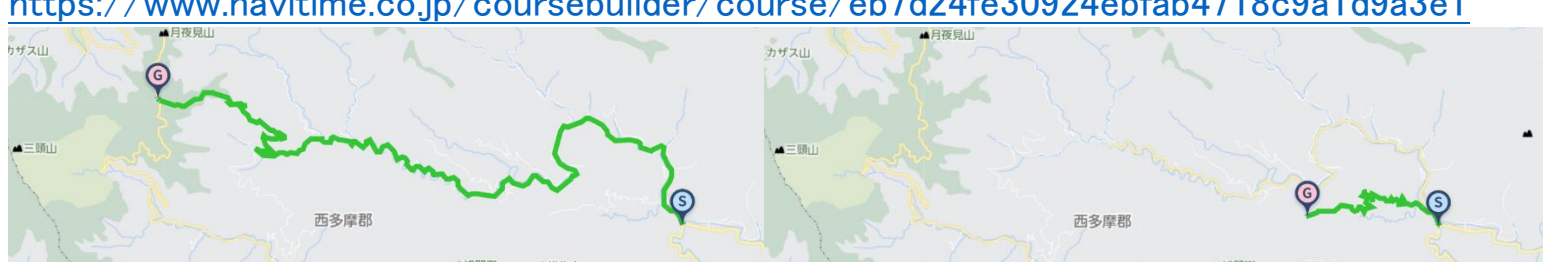 https://www.navitime.co.jp/coursebuilder/course/eb7d24fe30924ebfab4718c9a1d9a3e1
月夜見山
カザス山
G
三頭山
S
西多摩郡
月夜見山
カザス山
三頭山
G
S
西多摩郡